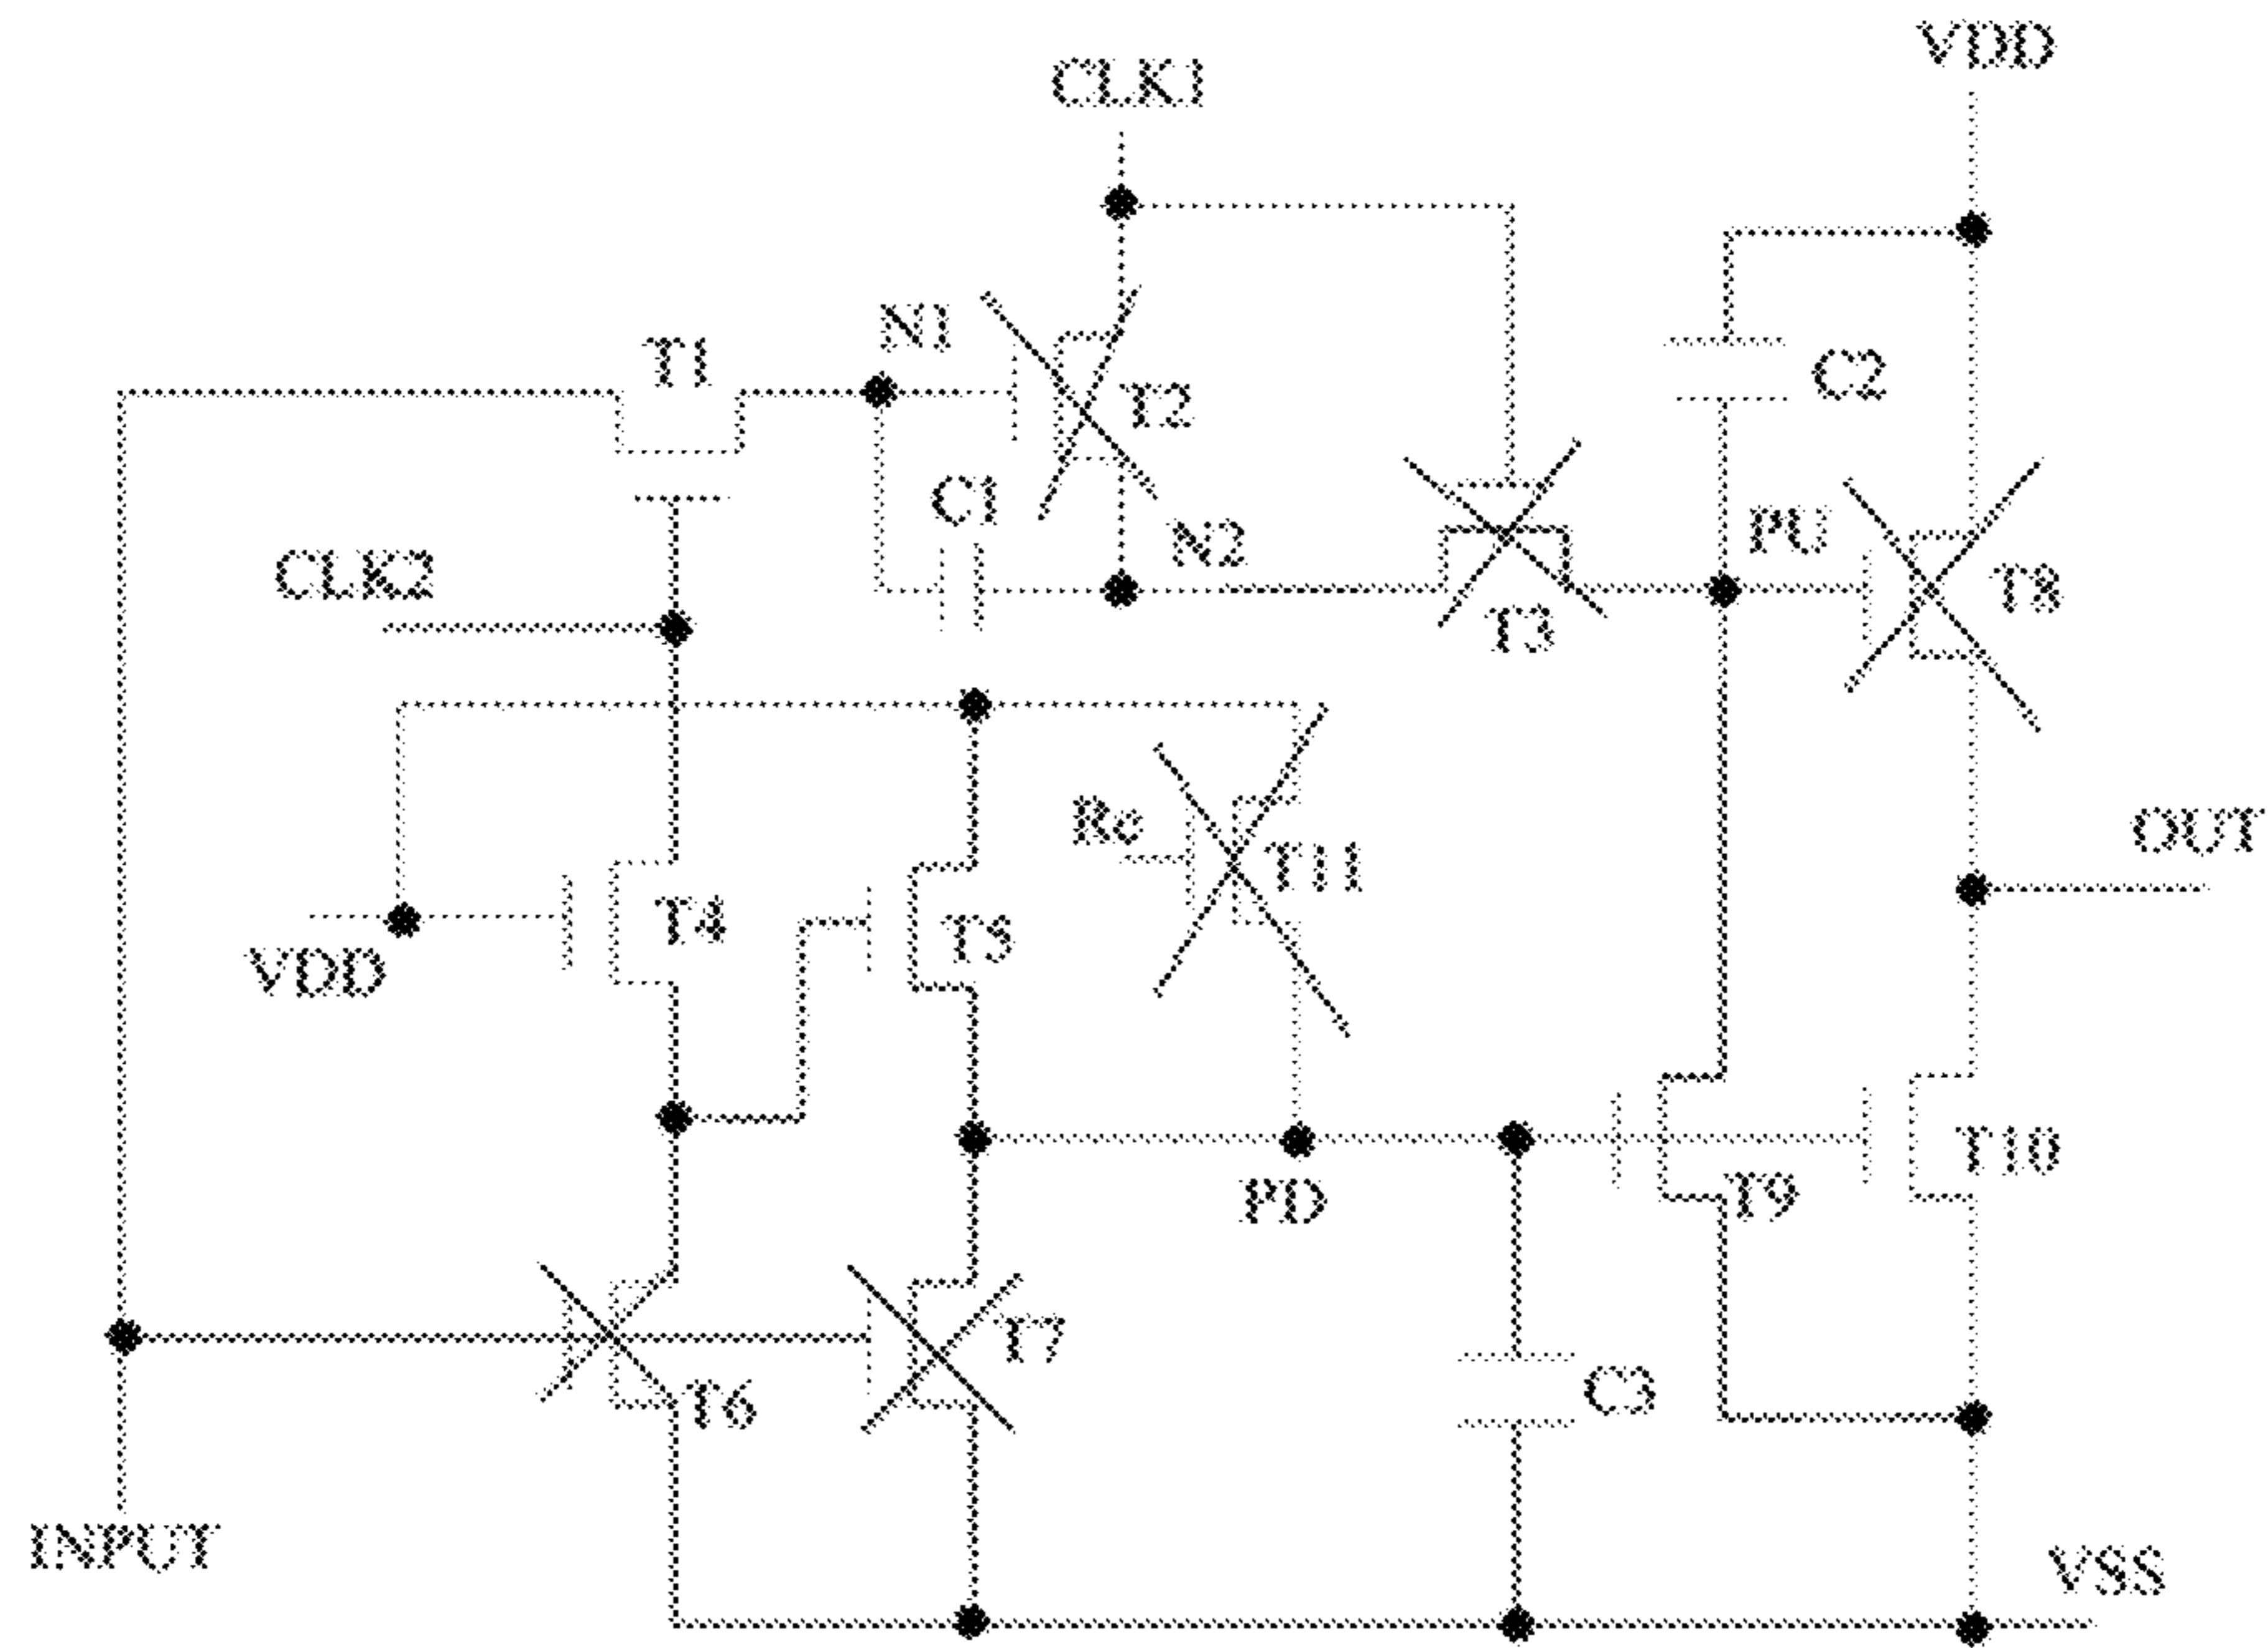 VDD
CLK1
N1
T1
C2
T2
C1
PU
N2
CLK2
T8
T3
Re
OUT
T11
T4
T5
VDD
T10
T9
PD
T7
C3
T6
INPUT
VSS